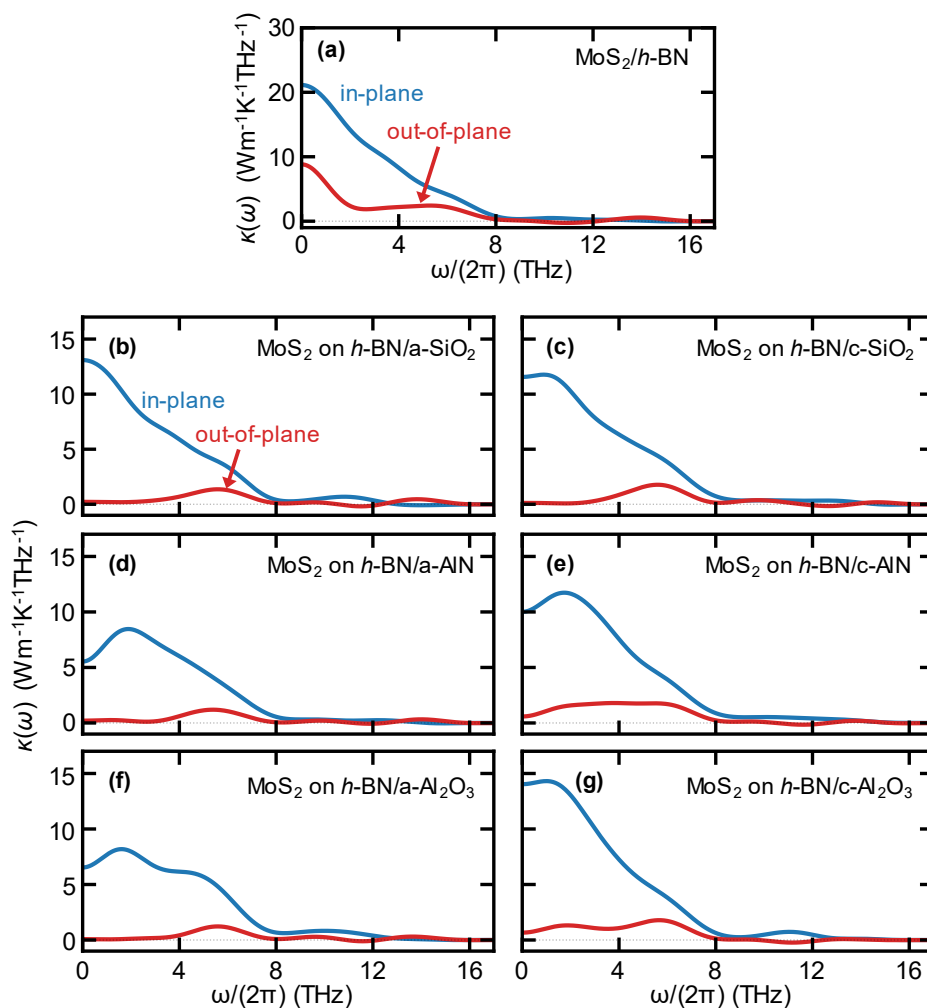 (a) MoS₂/h-BN
in-plane
out-of-plane
κ(ω) (Wm⁻¹K⁻¹THz⁻¹)
30
20
10
0
0 4 8 12 16
ω/(2π) (THz)
(b) MoS₂ on h-BN/a-SiO₂
in-plane
out-of-plane
15
10
5
0
(c) MoS₂ on h-BN/c-SiO₂
(d) MoS₂ on h-BN/a-AlN
15
10
5
0
(e) MoS₂ on h-BN/c-AlN
κ(ω) (Wm⁻¹K⁻¹THz⁻¹)
(f) MoS₂ on h-BN/a-Al₂O₃
15
10
5
0
0 4 8 12 16
ω/(2π) (THz)
(g) MoS₂ on h-BN/c-Al₂O₃
0 4 8 12 16
ω/(2π) (THz)